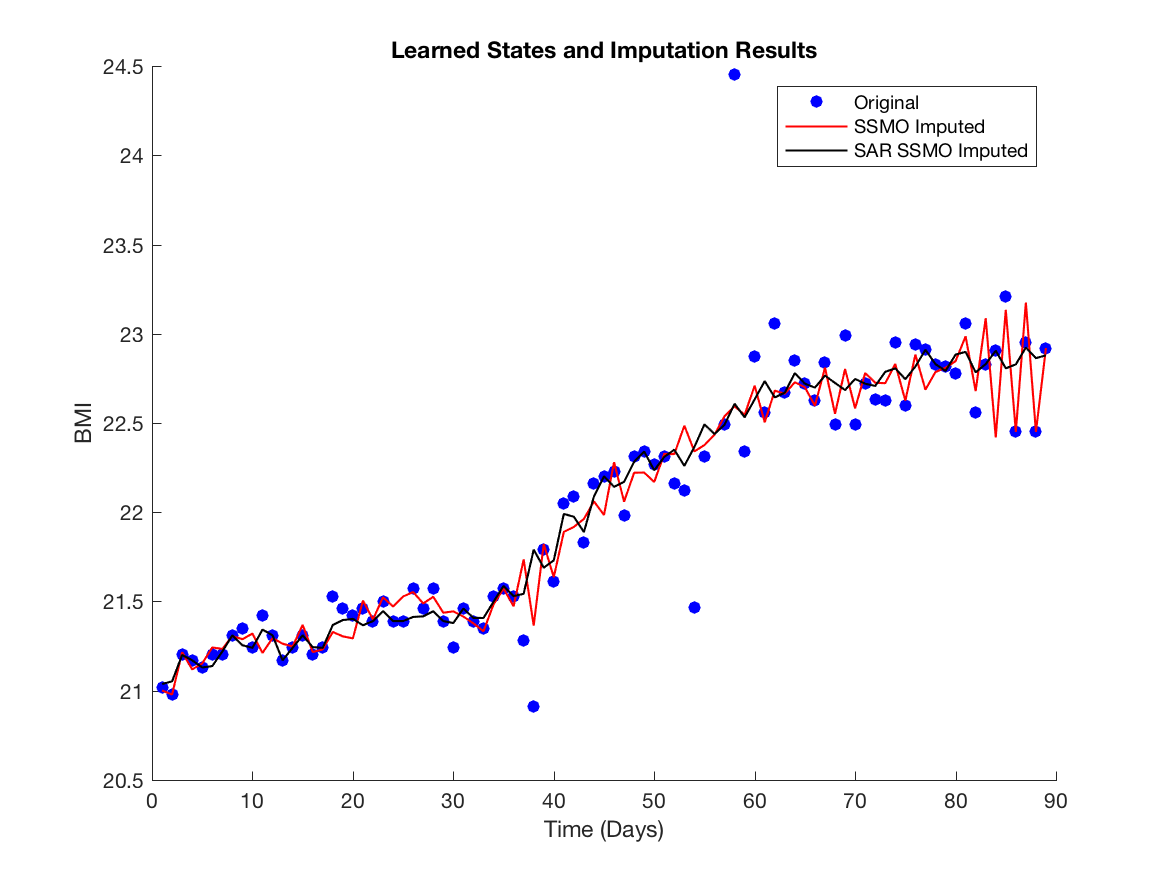 Learned States and Imputation Results
Original
SSMO Imputed
SAR SSMO Imputed
24.5
24
23.5
23
22.5
22
21.5
21
20.5
BMI
0 10 20 30 40 50 60 70 80 90
Time (Days)